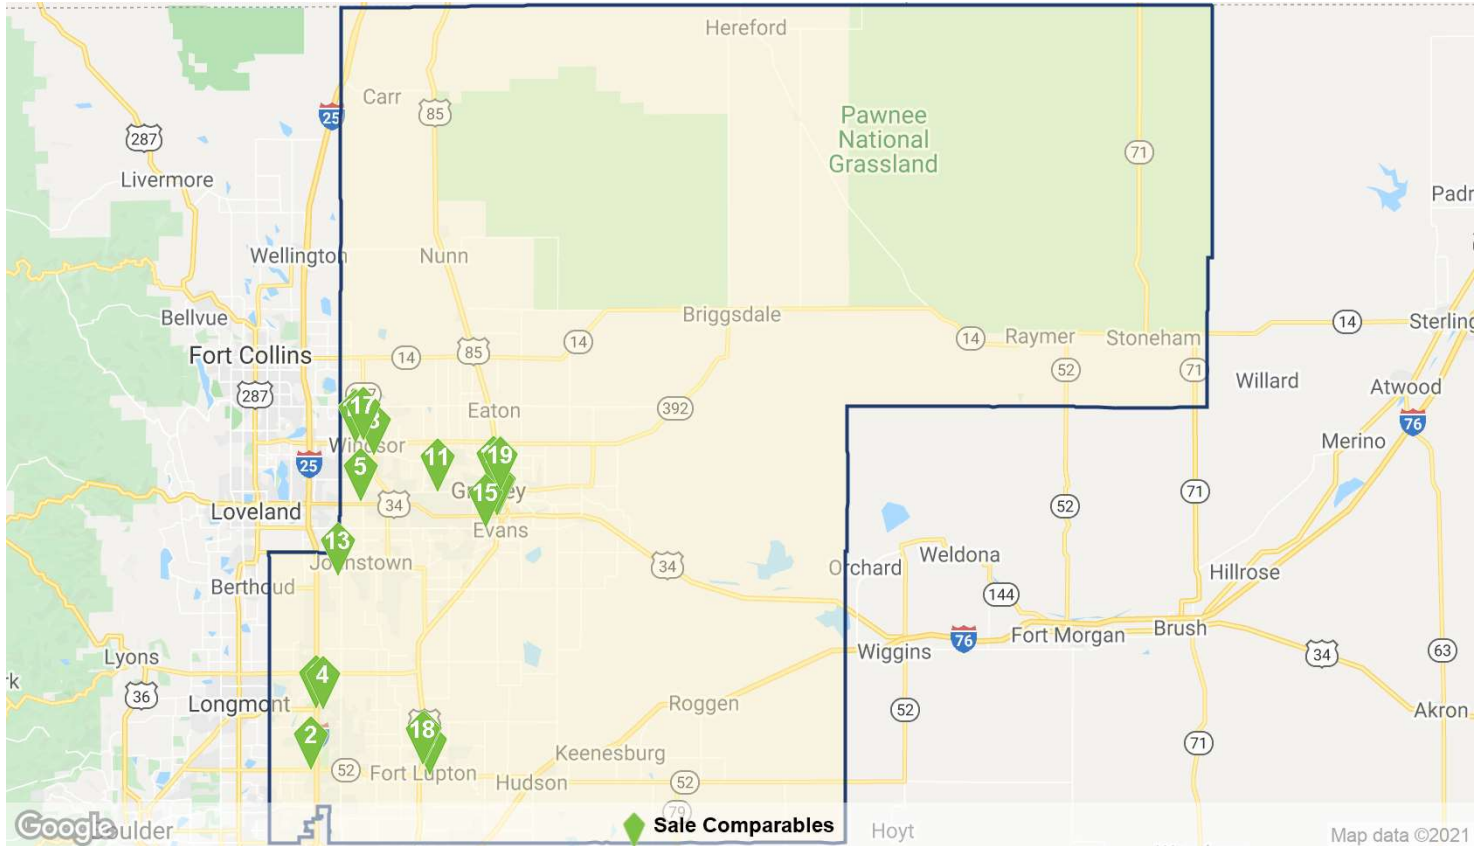 Hereford
25
Carr
85
287
Pawnee
National
Grassland
71
Livermore
Wellington
Nunn
Bellvue
Briggsdale
14
Sterling
Fort Collins
14
85
14
14
Raymer
Stoneham
52
71
Willard
Atwood
287
Eaton
392
76
17
3
Windsor
Merino
25
5
11
19
15
34
Loveland
Evans
71
52
13
Johnstown
Berthoud
34
Orchard
Weldona
144
Hillrose
76
Fort Morgan
Brush
Wiggins
34
63
Lyons
36
4
Longmont
Roggen
52
Akron
2
18
Keenesburg
71
52
Fort Lupton
Hudson
52
79
Google
Sale Comparables
Hoyt
Map data ©2021